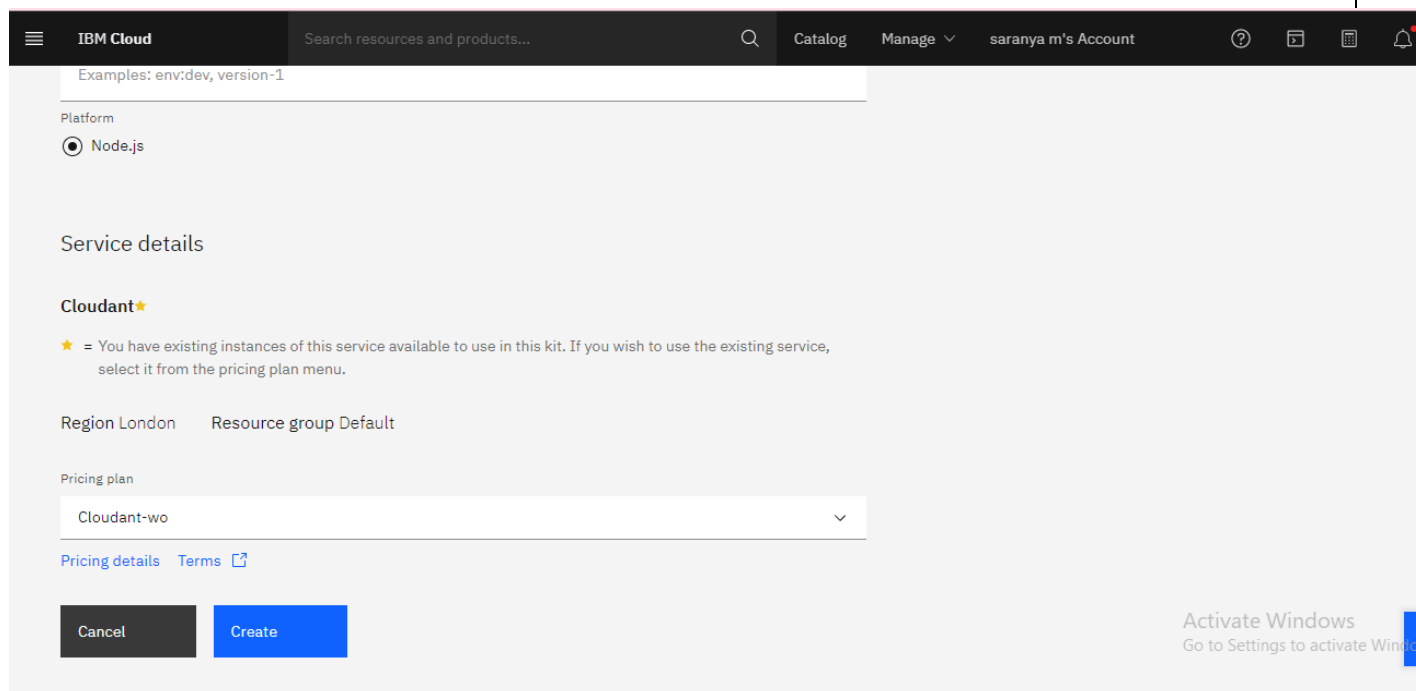 IBM Cloud Search resources and products... Catalog Manage saranya m's Account
Examples: env:dev, version-1
Platform
Node.js
Service details
Cloudant
= You have existing instances of this service available to use in this kit. If you wish to use the existing service,
select it from the pricing plan menu.
Region London Resource group Default
Pricing plan
Cloudant-wo
Pricing details Terms
Cancel Create
Activate Windows
Go to Settings to activate